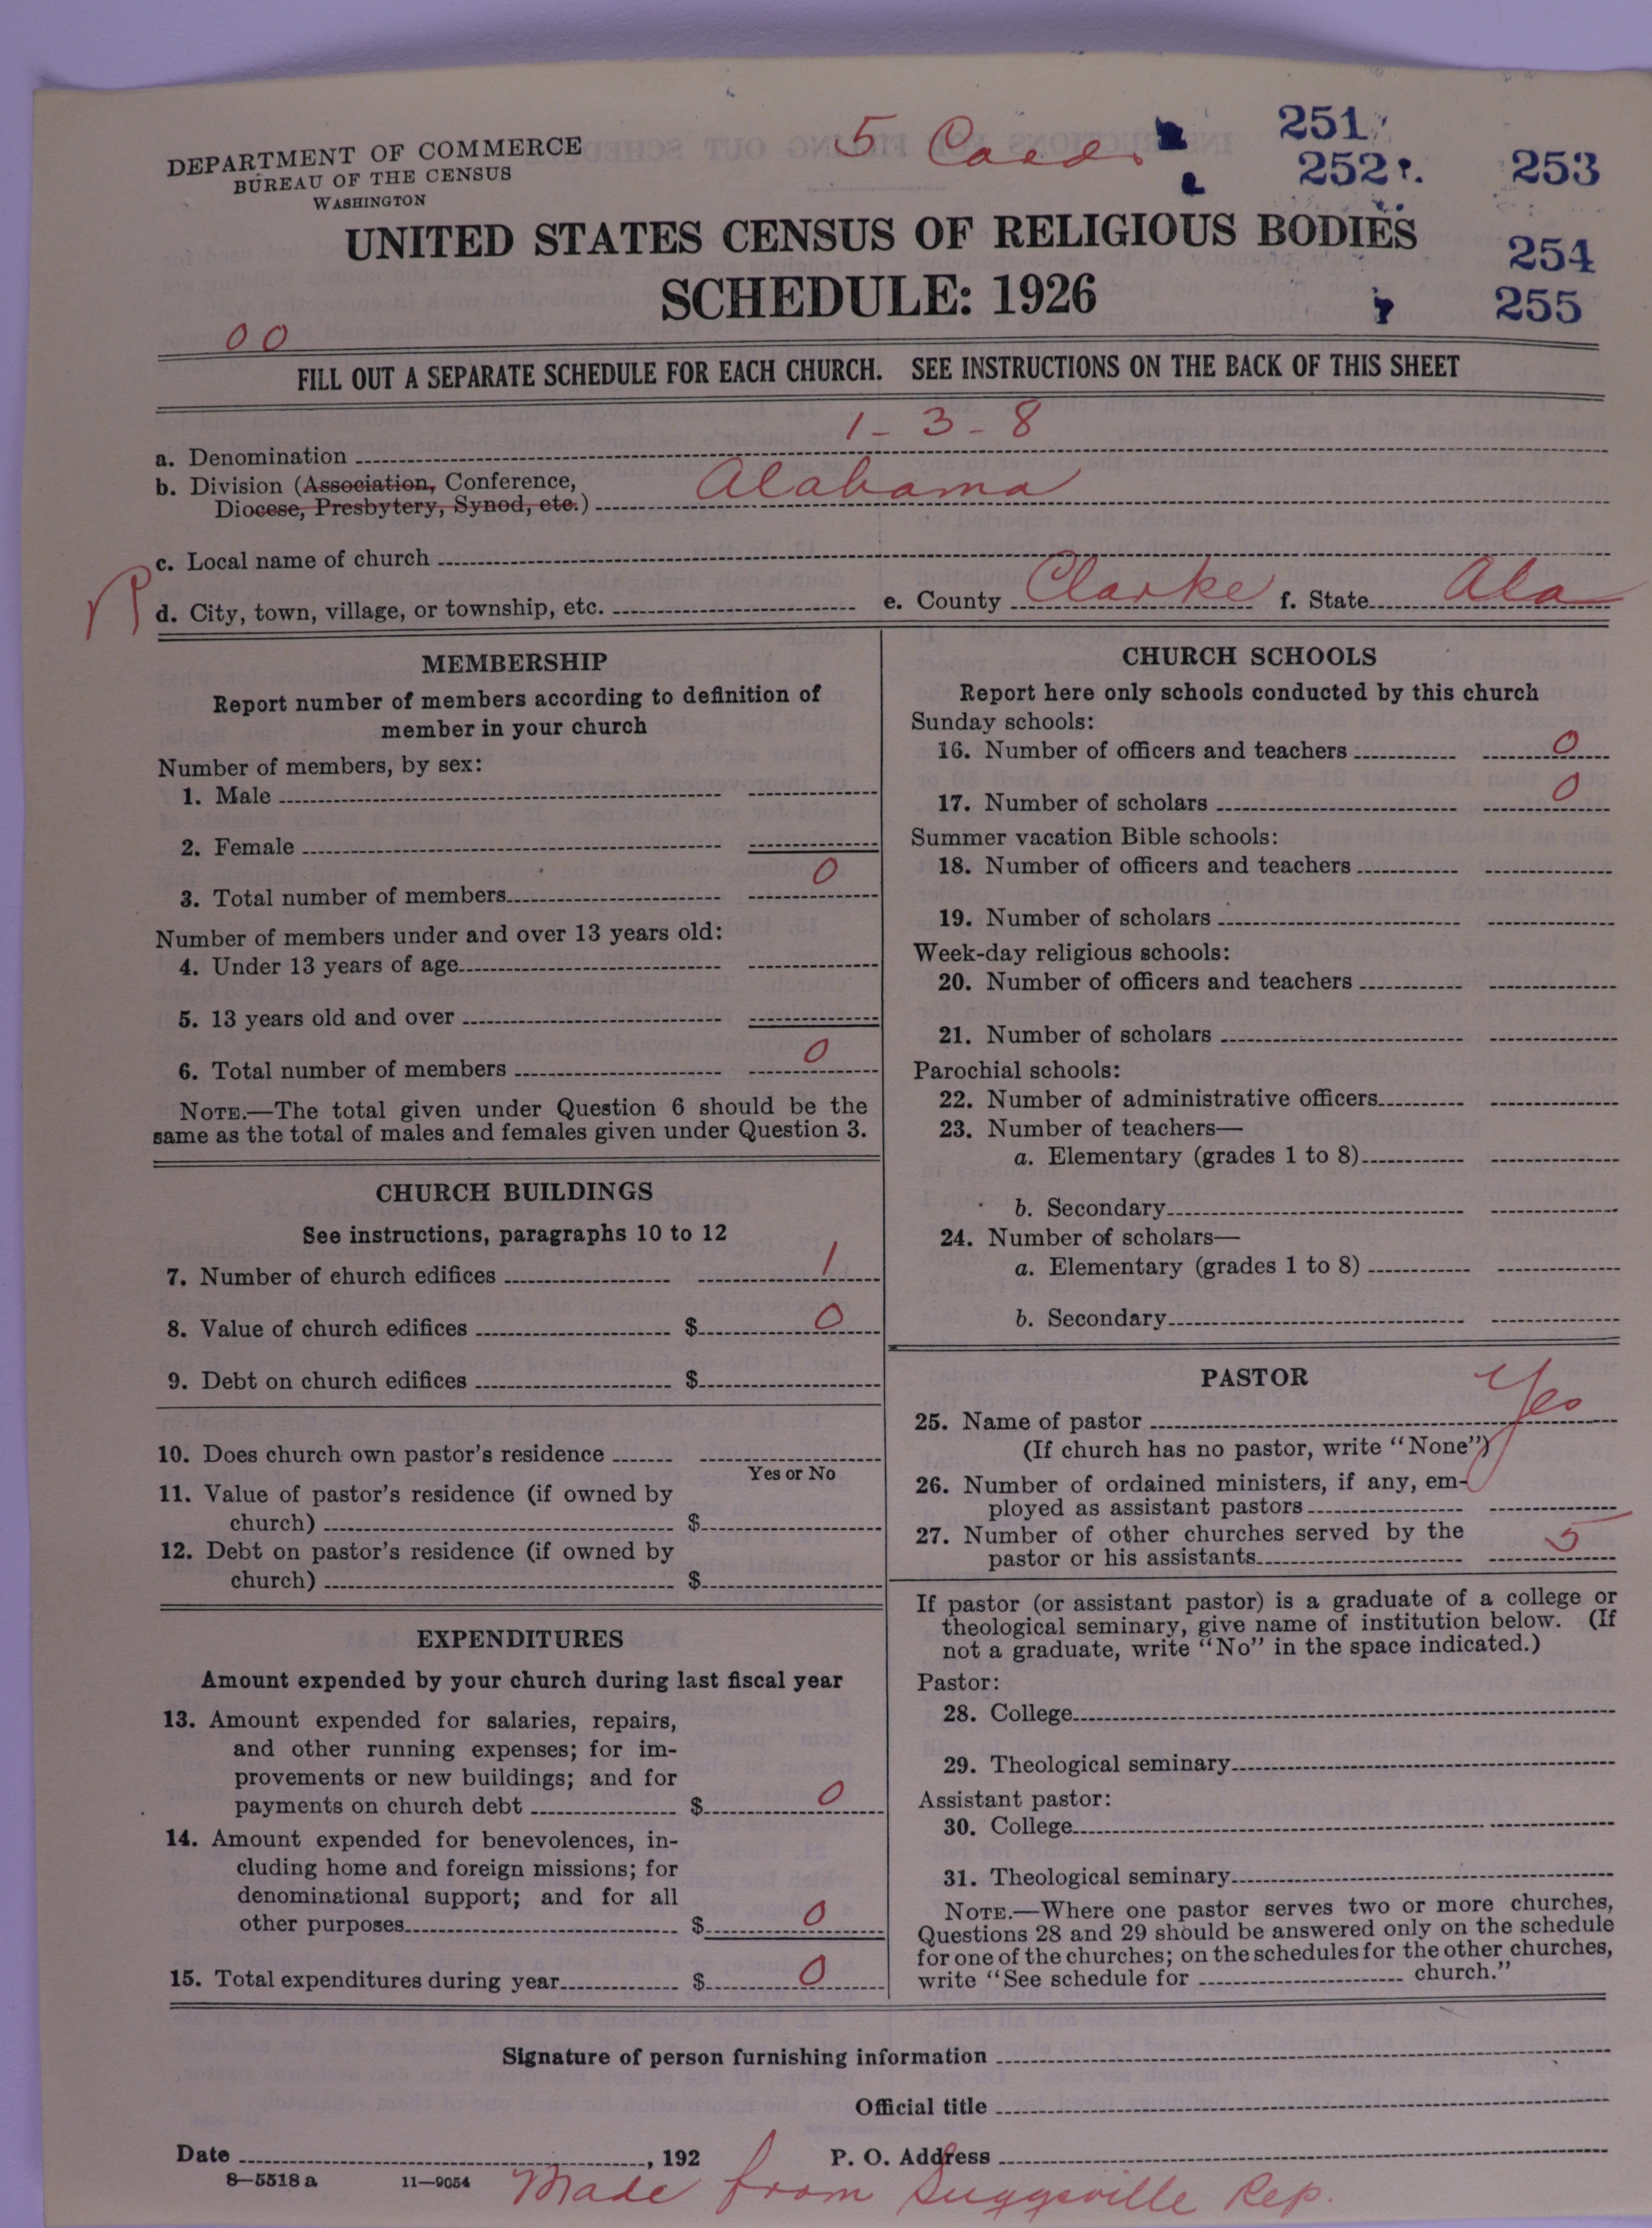 5 Cards
251
252
253
254
255
DEPARTMENT OF COMMERCE
BUREAU OF THE CENSUS
WASHINGTON
UNITED STATES CENSUS OF RELIGIOUS BODIES
SCHEDULE: 1926
00
FILL OUT A SEPARATE SCHEDULE FOR EACH CHURCH. SEE INSTRUCTIONS ON THE BACK OF THIS SHEET
1-3-8
a. Denomination
b. Division (Association, Conference, Alabama
Diocese, Presbytery, Synod, etc.)
c. Local name of church
d. City, town, village, or township, etc. e. County Clarke f. State Ala
MEMBERSHIP
Report number of members according to definition of
member in your church
Number of members, by sex:
1. Male
2. Female
3. Total number of members 0
Number of members under and over 13 years old:
4. Under 13 years of age
5. 13 years old and over
6. Total number of members 0
NOTE.—The total given under Question 6 should be the
same as the total of males and females given under Question 3.
CHURCH BUILDINGS
See instructions, paragraphs 10 to 12
7. Number of church edifices 1
8. Value of church edifices $ 0
9. Debt on church edifices $
10. Does church own pastor's residence
Yes or No
11. Value of pastor's residence (if owned by
church) $
12. Debt on pastor's residence (if owned by
church) $
EXPENDITURES
Amount expended by your church during last fiscal year
13. Amount expended for salaries, repairs,
and other running expenses; for im-
provements or new buildings; and for
payments on church debt $ 0
14. Amount expended for benevolences, in-
cluding home and foreign missions; for
denominational support; and for all
other purposes $ 0
15. Total expenditures during year $ 0
CHURCH SCHOOLS
Report here only schools conducted by this church
Sunday schools:
16. Number of officers and teachers 0
17. Number of scholars 0
Summer vacation Bible schools:
18. Number of officers and teachers
19. Number of scholars
Week-day religious schools:
20. Number of officers and teachers
21. Number of scholars
Parochial schools:
22. Number of administrative officers
23. Number of teachers—
a. Elementary (grades 1 to 8)
b. Secondary
24. Number of scholars—
a. Elementary (grades 1 to 8)
b. Secondary
PASTOR
25. Name of pastor Yes
(If church has no pastor, write "None")
26. Number of ordained ministers, if any, em-
ployed as assistant pastors
27. Number of other churches served by the
pastor or his assistants 5
If pastor (or assistant pastor) is a graduate of a college or
theological seminary, give name of institution below. (If
not a graduate, write "No" in the space indicated.)
Pastor:
28. College
29. Theological seminary
Assistant pastor:
30. College
31. Theological seminary
NOTE.—Where one pastor serves two or more churches,
Questions 28 and 29 should be answered only on the schedule
for one of the churches; on the schedules for the other churches,
write "See schedule for church."
Signature of person furnishing information
Official title
Date , 192 P. O. Address
8—5518 a 11—9054
Made from Suggsville Rep.